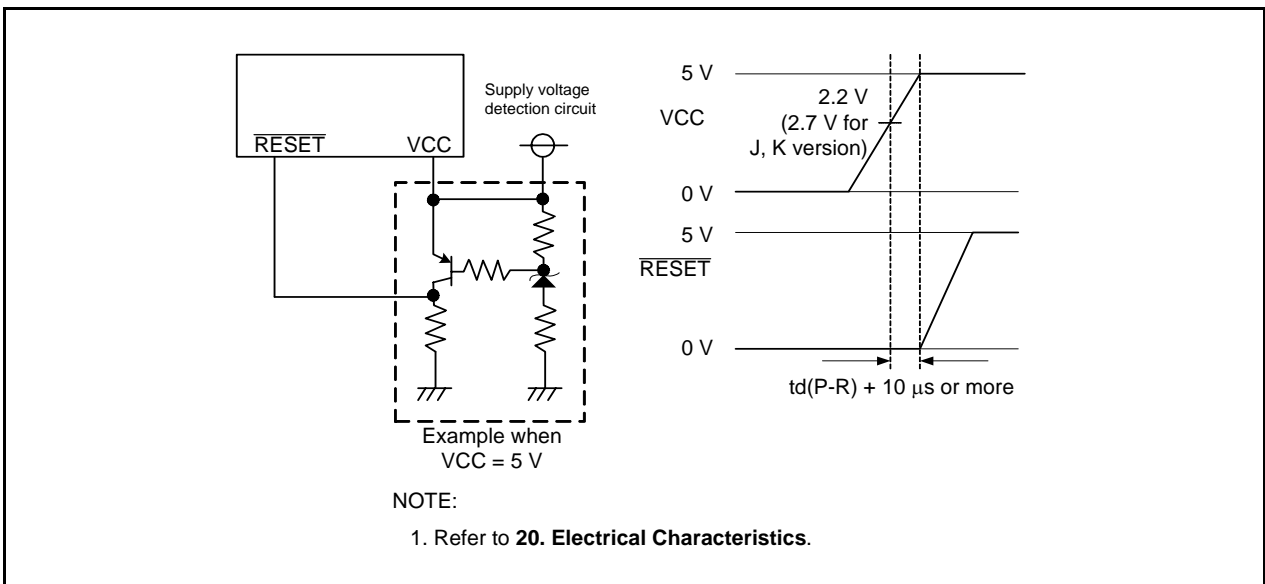 RESET
VCC
Supply voltage
detection circuit
Example when
VCC = 5 V
5 V
VCC
2.2 V
(2.7 V for
J, K version)
0 V
5 V
RESET
0 V
td(P-R) + 10 μs or more
NOTE:
1. Refer to 20. Electrical Characteristics.